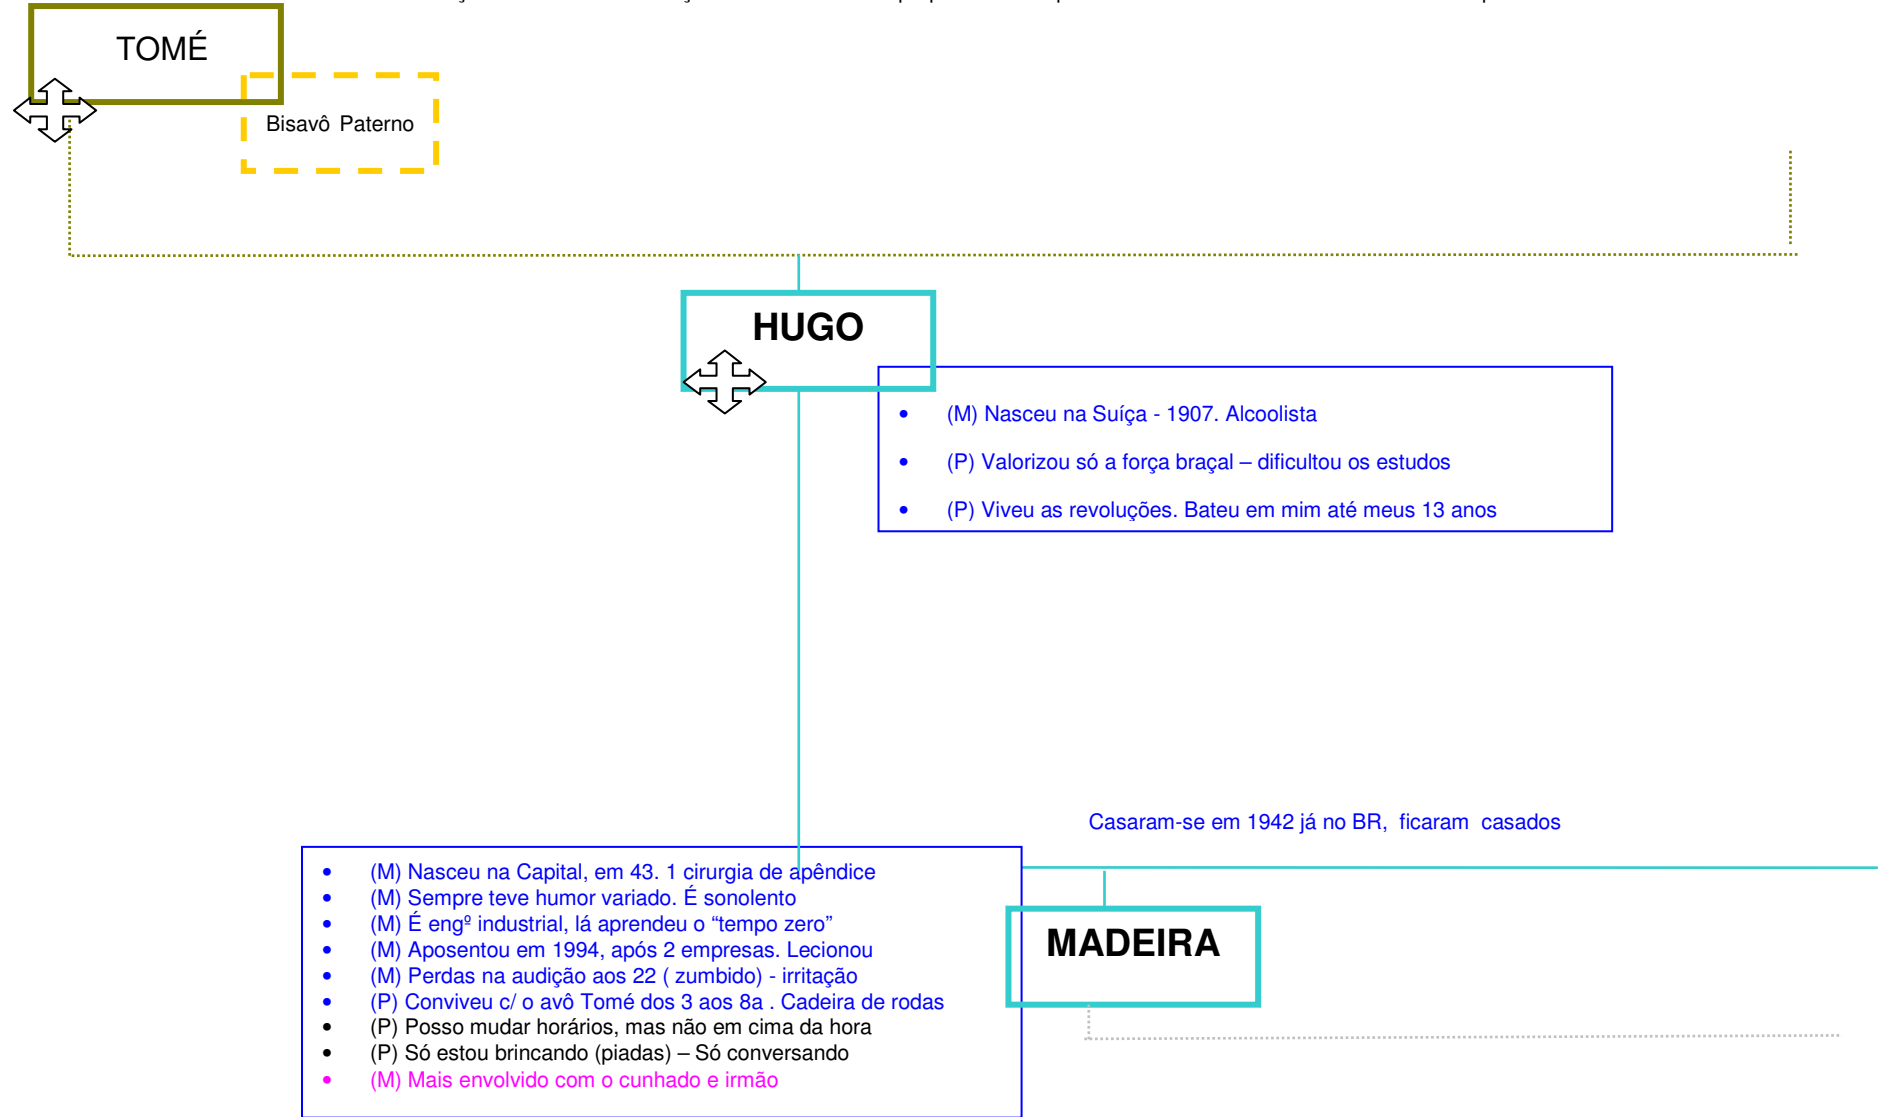 TOMÉ
Bisavô Paterno
HUGO
• (M) Nasceu na Suíça - 1907. Alcoolista
• (P) Valorizou só a força braçal – dificultou os estudos
• (P) Viveu as revoluções. Bateu em mim até meus 13 anos
Casaram-se em 1942 já no BR, ficaram casados
• (M) Nasceu na Capital, em 43. 1 cirurgia de apêndice
• (M) Sempre teve humor variado. É sonolento
• (M) É engº industrial, lá aprendeu o “tempo zero”
• (M) Aposentou em 1994, após 2 empresas. Lecionou
• (M) Perdas na audição aos 22 ( zumbido) - irritação
• (P) Conviveu c/ o avô Tomé dos 3 aos 8a . Cadeira de rodas
• (P) Posso mudar horários, mas não em cima da hora
• (P) Só estou brincando (piadas) – Só conversando
• (M) Mais envolvido com o cunhado e irmão
MADEIRA